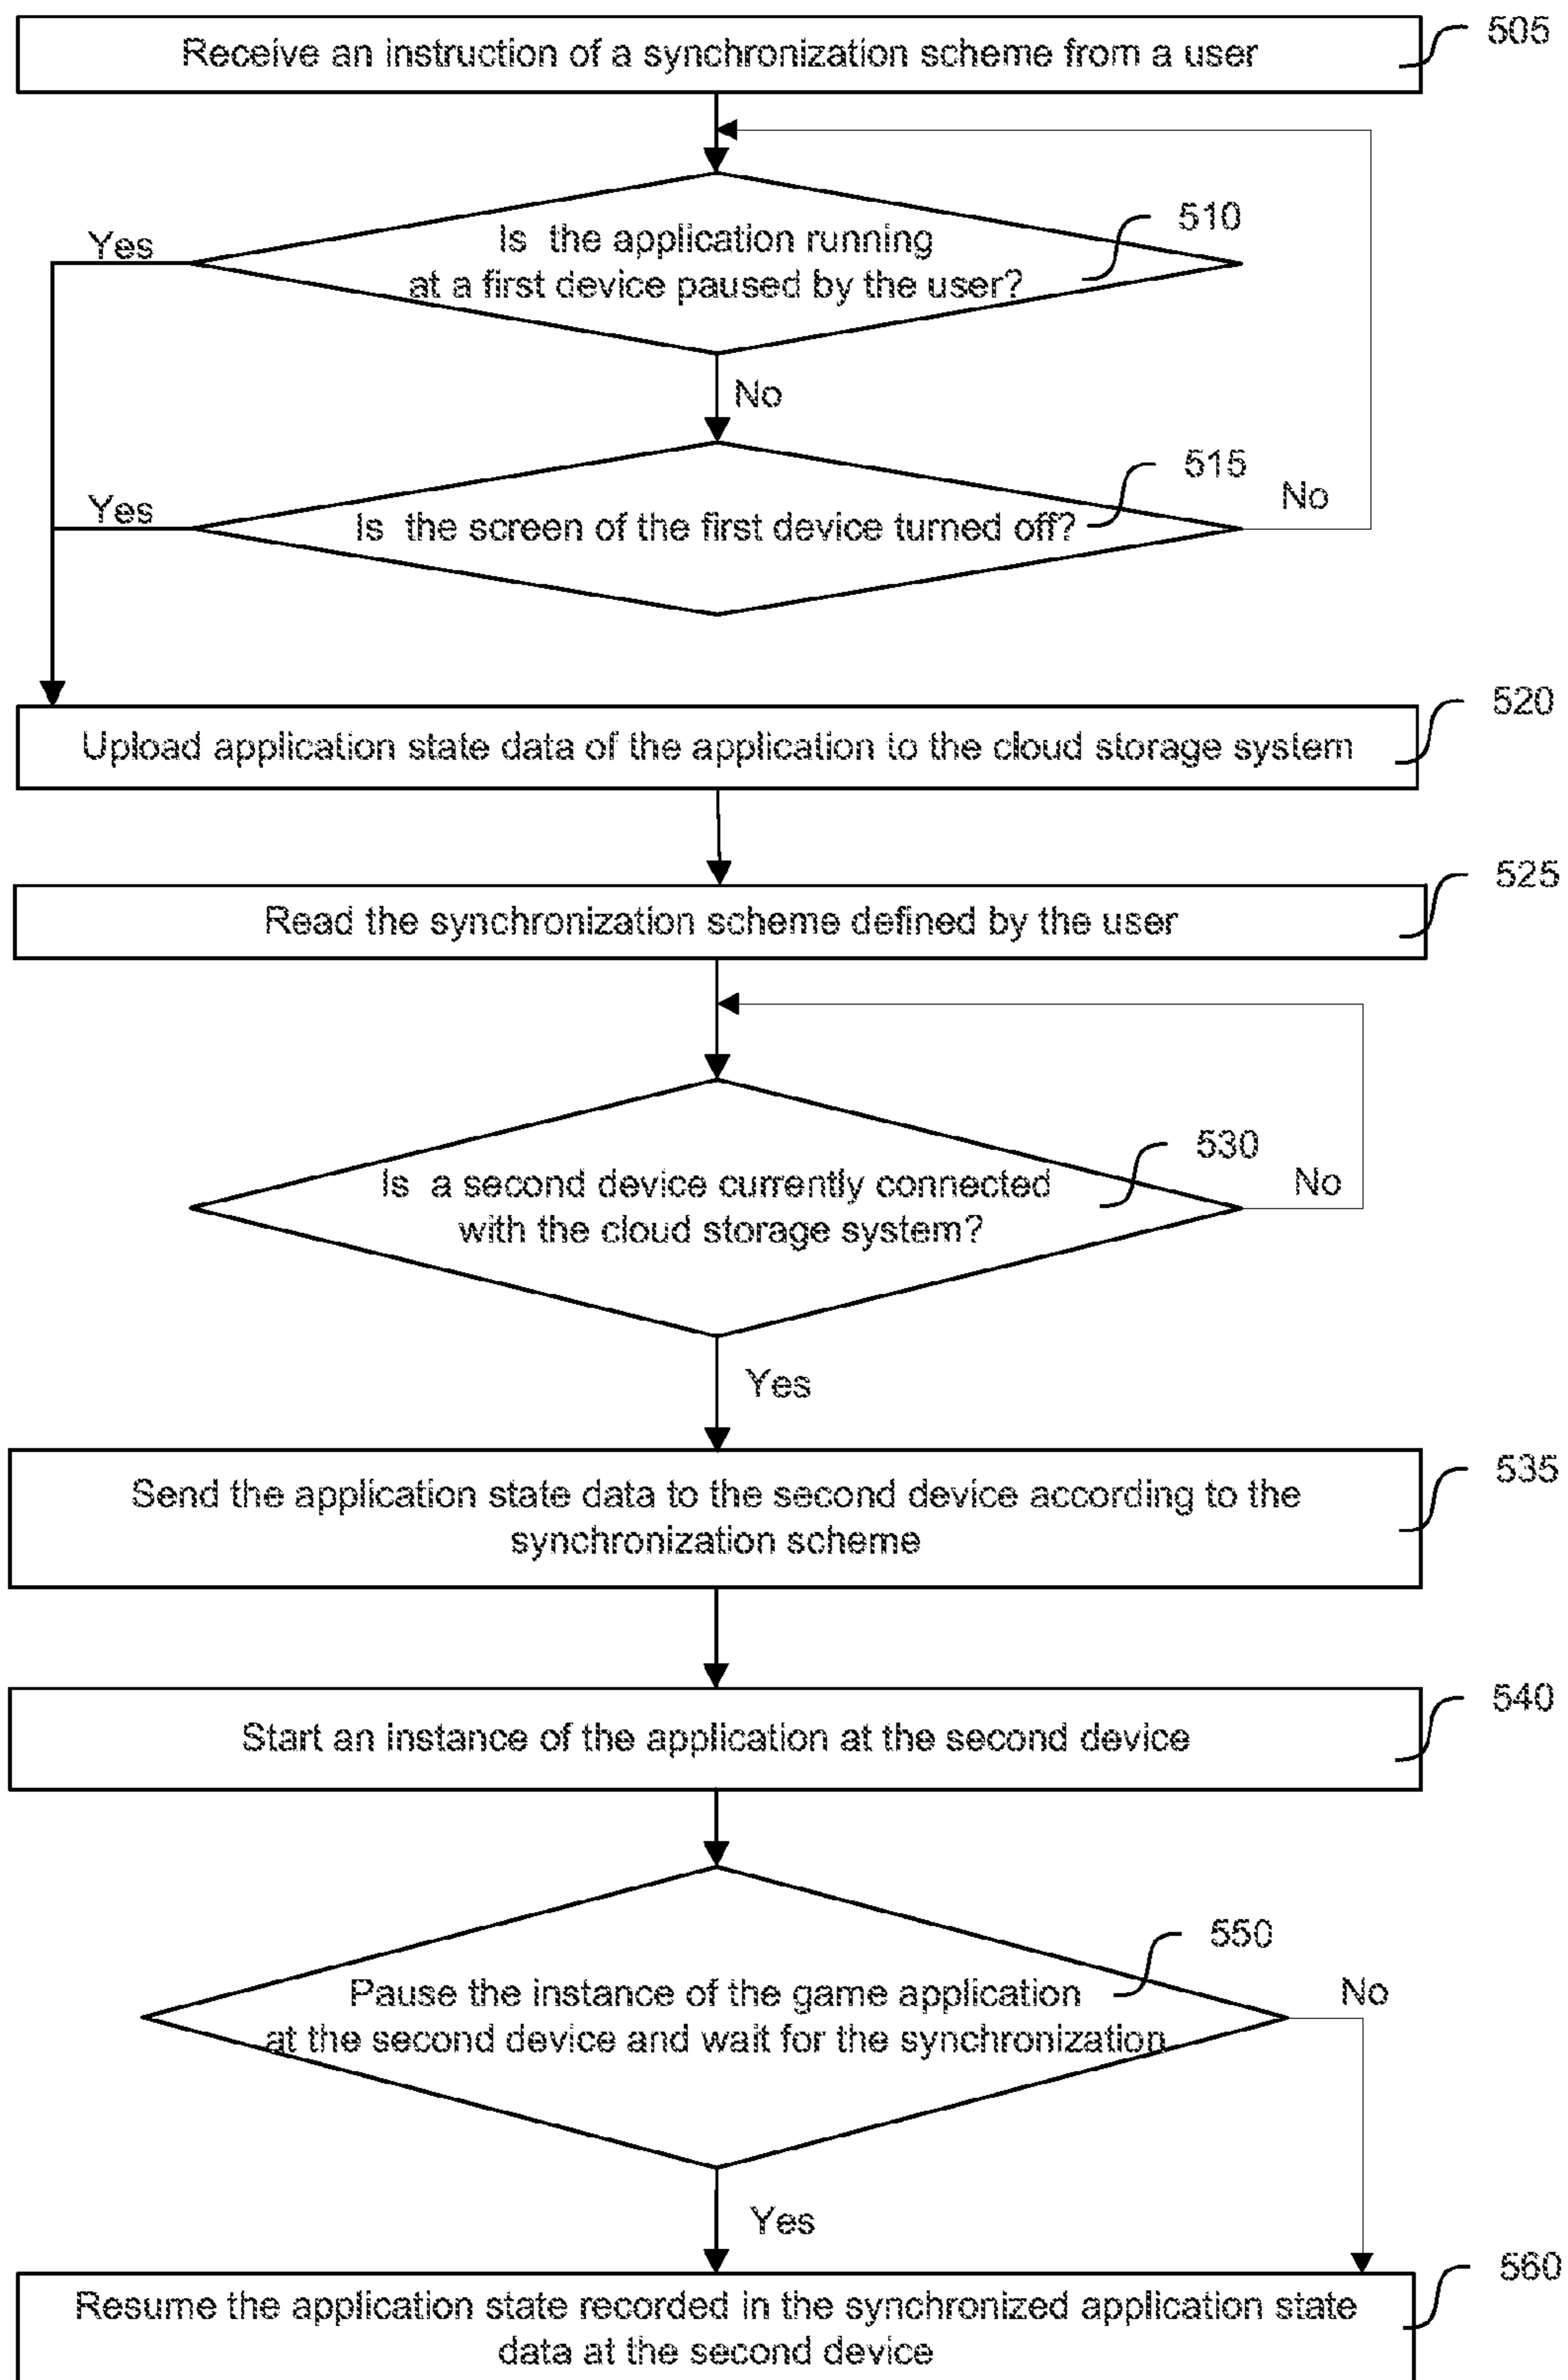 Receive an instruction of a synchronization scheme from a user
505
Is the application running
at a first device paused by the user?
510
Yes
No
Is the screen of the first device turned off?
515
Yes
No
Upload application state data of the application to the cloud storage system
520
Read the synchronization scheme defined by the user
525
Is a second device currently connected
with the cloud storage system?
530
No
Yes
Send the application state data to the second device according to the
synchronization scheme
535
Start an instance of the application at the second device
540
Pause the instance of the game application
at the second device and wait for the synchronization
550
No
Yes
Resume the application state recorded in the synchronized application state
data at the second device
560